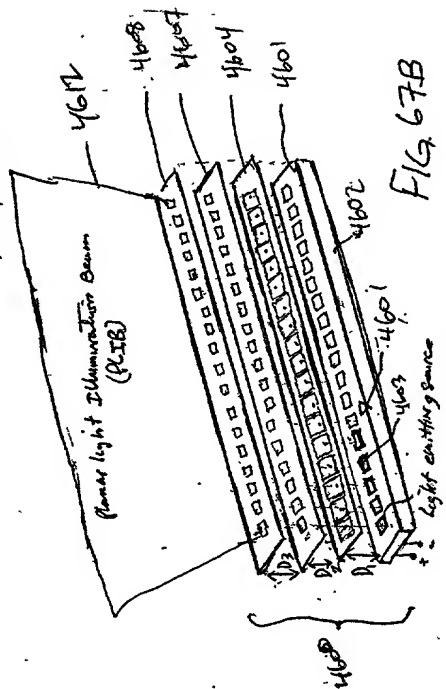 4612
4608
4607
4604
4601
Planar light Illumination Beam
(PLIB)
D3
D2
D1
4600
4602
4601
4603
light emitting source
+ -
FIG. 67B